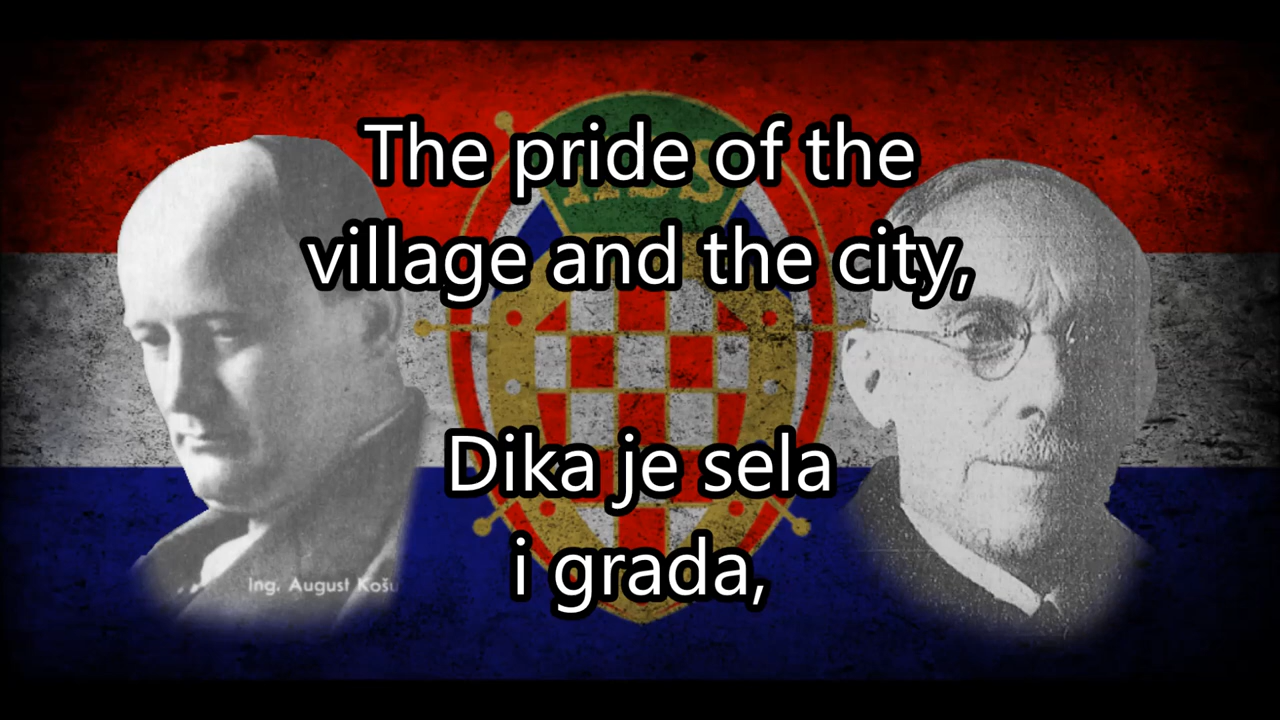 The pride of the
village and the city,
Dika je sela
i grada,
Ing. August Košu